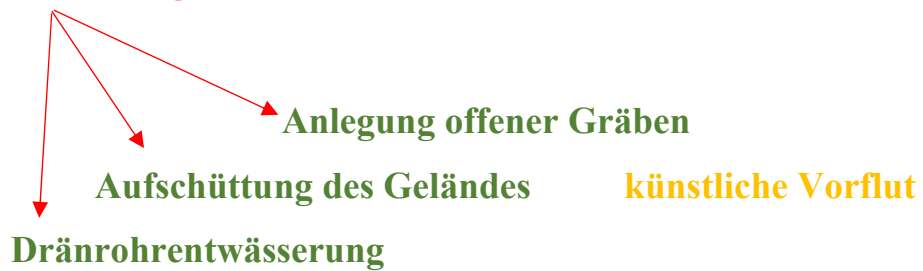 Anlegung offener Gräben
Aufschüttung des Geländes künstliche Vorflut
Dränrohrentwässerung